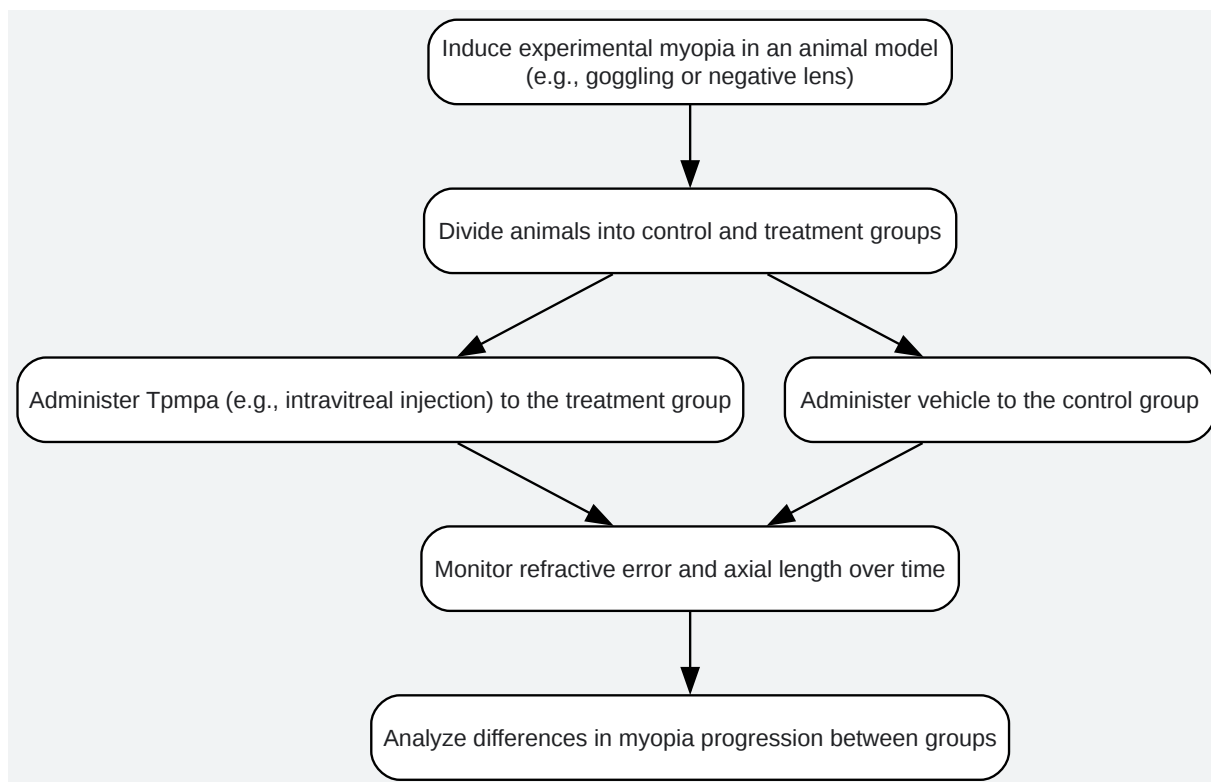 Induce experimental myopia in an animal model
(e.g., goggling or negative lens)
Divide animals into control and treatment groups
Administer Tpmpa (e.g., intravitreal injection) to the treatment group
Administer vehicle to the control group
Monitor refractive error and axial length over time
Analyze differences in myopia progression between groups